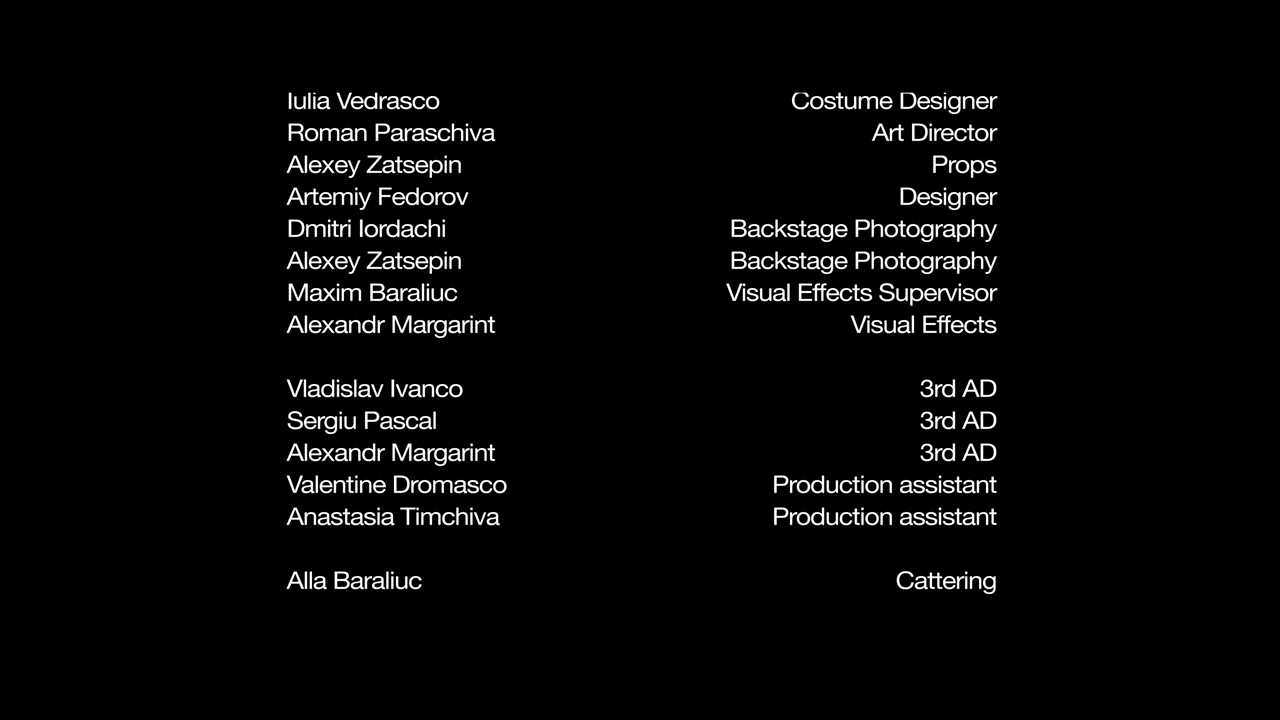 Iulia Vedrasco Costume Designer
Roman Paraschiva Art Director
Alexey Zatsepin Props
Artemiy Fedorov Designer
Dmitri Iordachi Backstage Photography
Alexey Zatsepin Backstage Photography
Maxim Baraliuc Visual Effects Supervisor
Alexandr Margarint Visual Effects
Vladislav Ivanco 3rd AD
Sergiu Pascal 3rd AD
Alexandr Margarint 3rd AD
Valentine Dromasco Production assistant
Anastasia Timchiva Production assistant
Alla Baraliuc Cattering